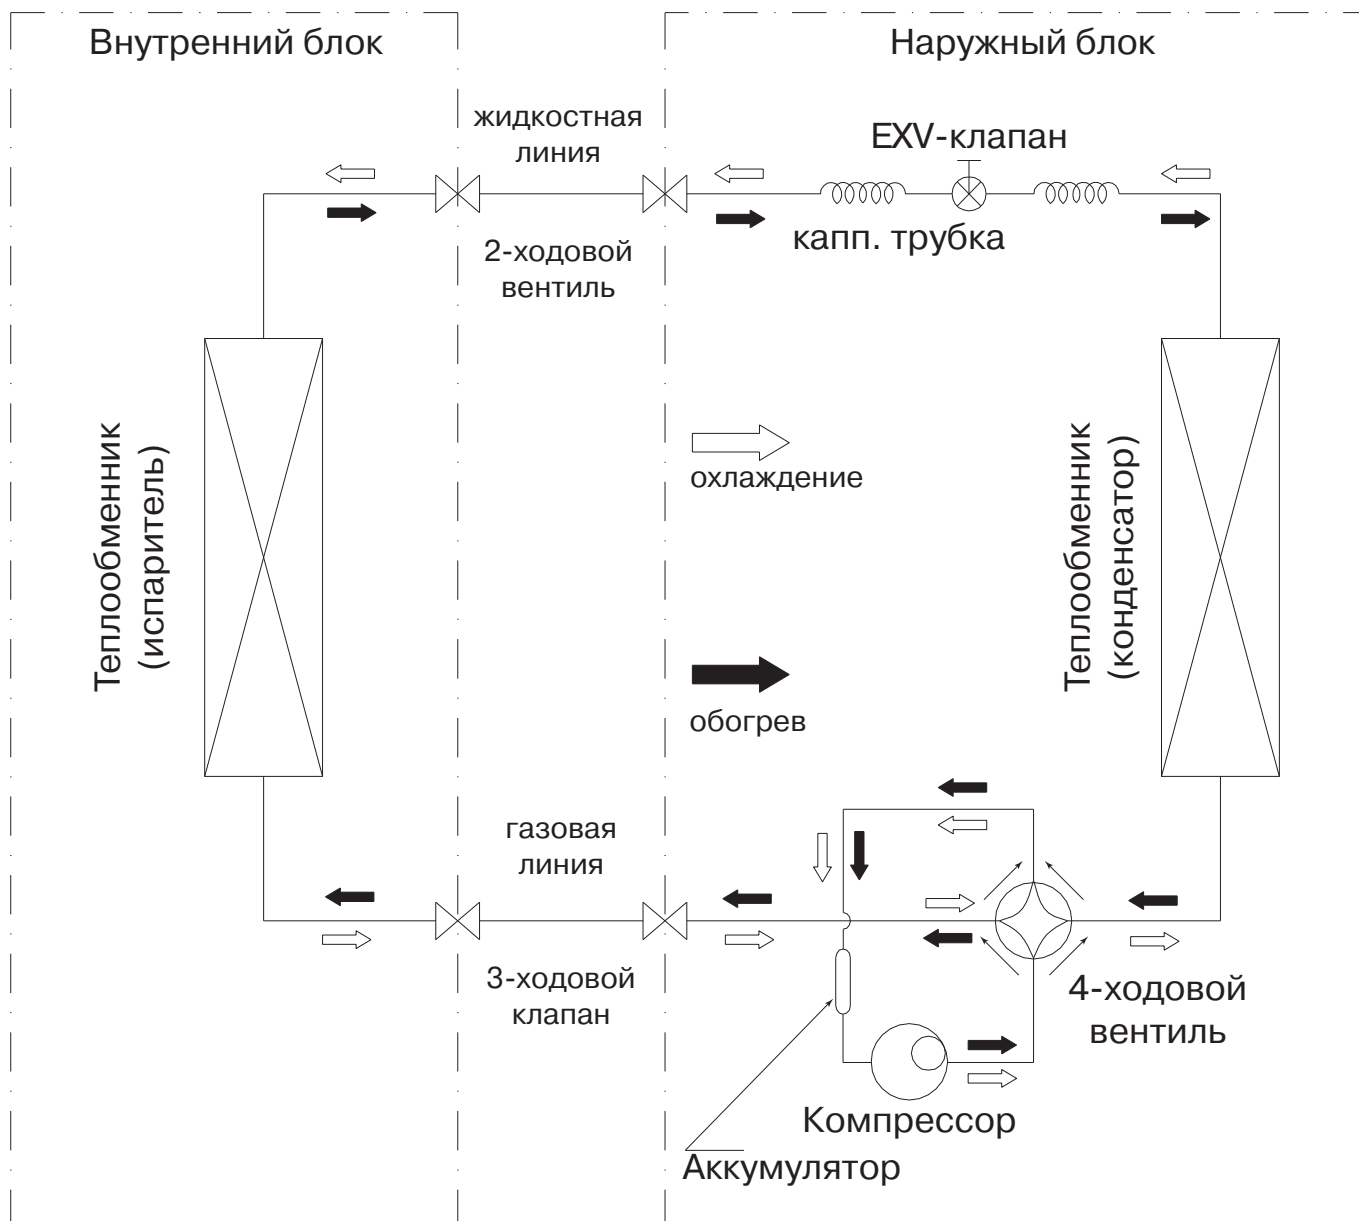 Внутренний блок
Наружный блок
жидкостная
линия
EXV-клапан
капп. трубка
2-ходовой
вентиль
Теплообменник
(испаритель)
охлаждение
Теплообменник
(конденсатор)
обогрев
газовая
линия
3-ходовой
клапан
4-ходовой
вентиль
Компрессор
Аккумулятор